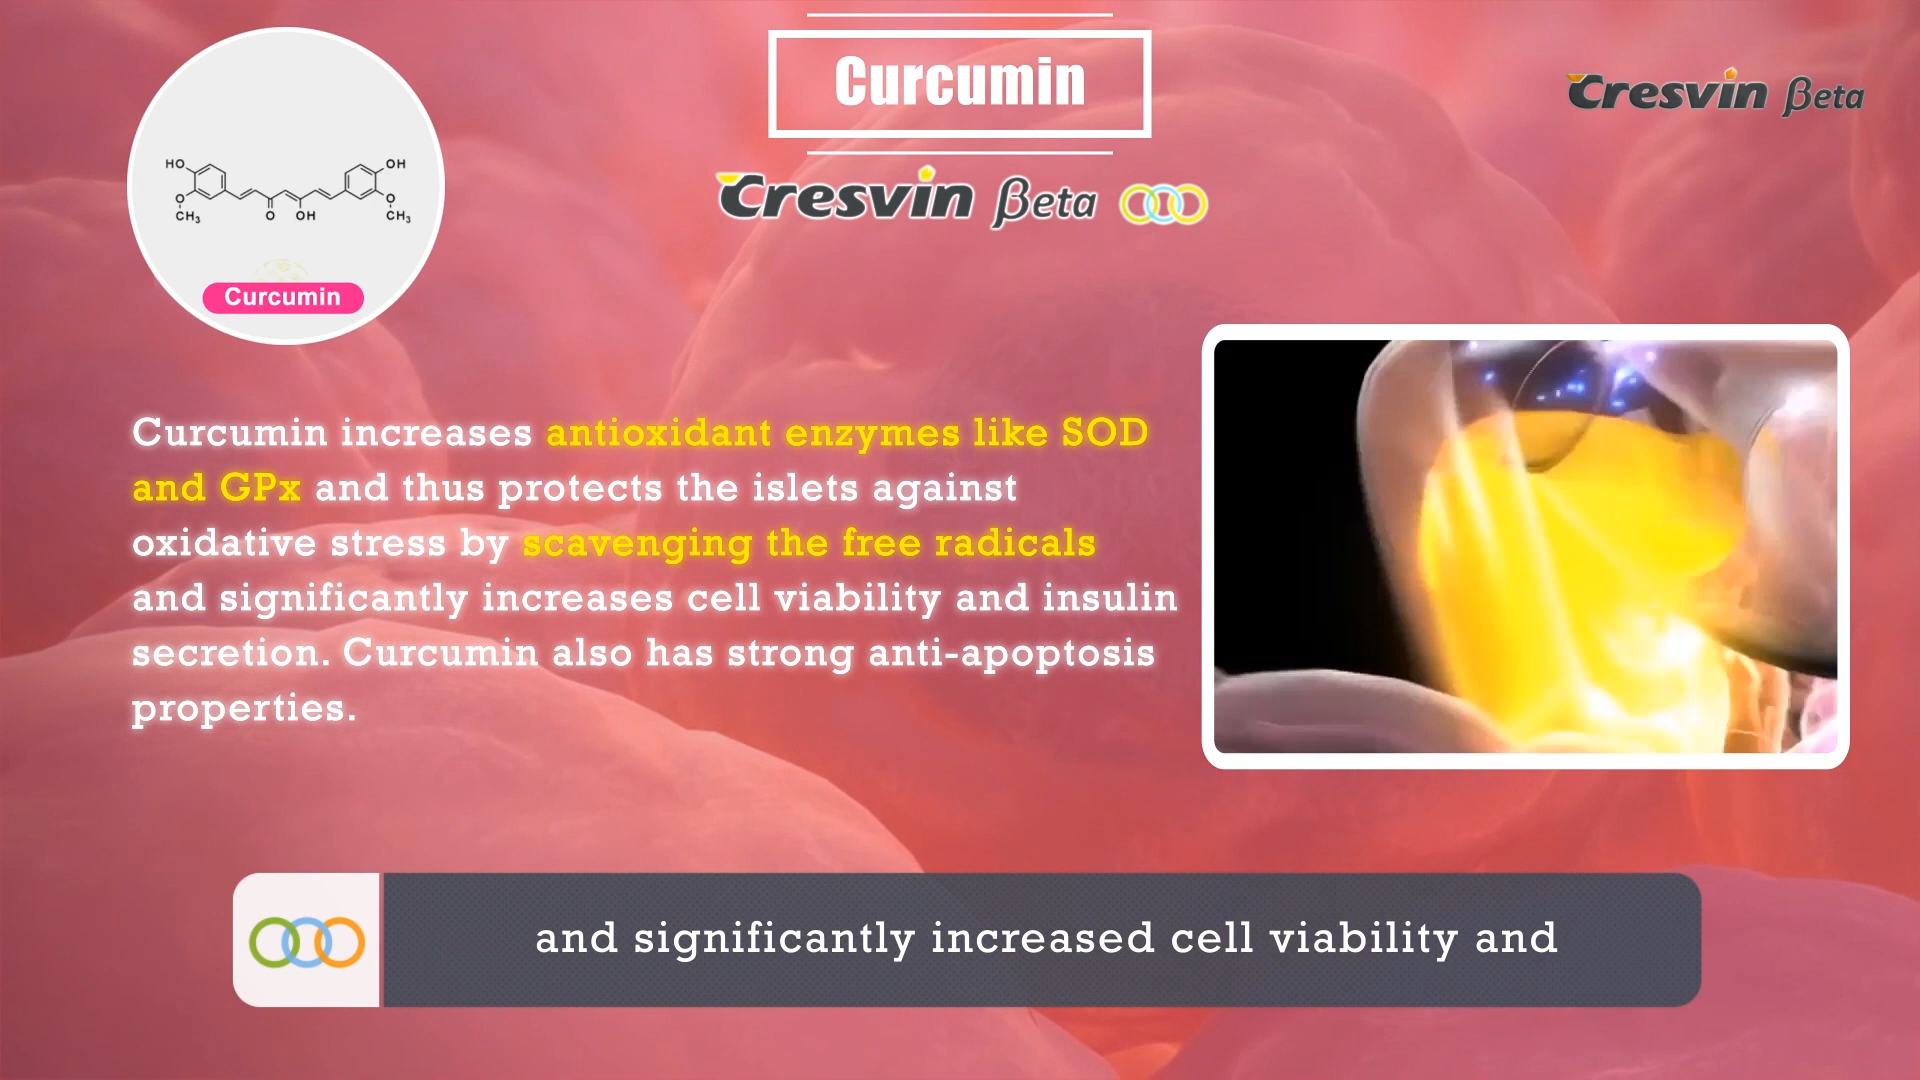 Curcumin
Cresvin βeta
Cresvin βeta
HO
OH
O
CH3
O
OH
O
CH3
Curcumin
Curcumin increases antioxidant enzymes like SOD
and GPx and thus protects the islets against
oxidative stress by scavenging the free radicals
and significantly increases cell viability and insulin
secretion. Curcumin also has strong anti-apoptosis
properties.
and significantly increased cell viability and